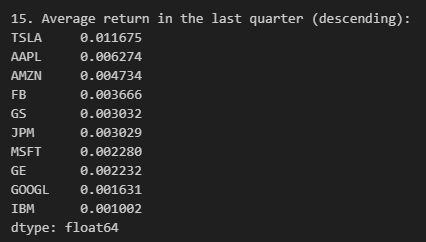 15. Average return in the last quarter (descending):
TSLA     0.011675
AAPL     0.006274
AMZN     0.004734
FB       0.003666
GS       0.003032
JPM      0.003029
MSFT     0.002280
GE       0.002232
GOOGL    0.001631
IBM      0.001002
dtype: float64